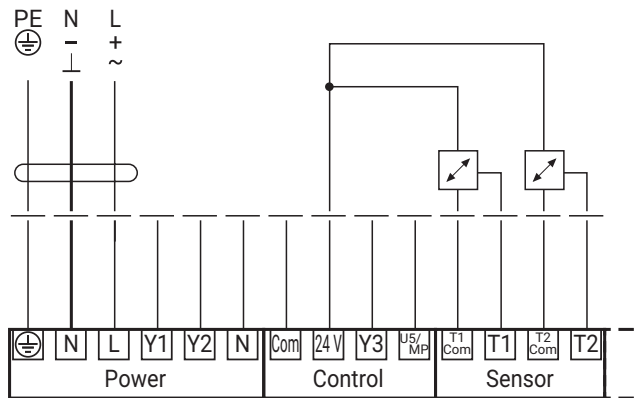 PE N L
- +
~
N L Y1 Y2 N Com 24 V Y3 U5/MP T1 Com T1 T2 Com T2
Power Control Sensor